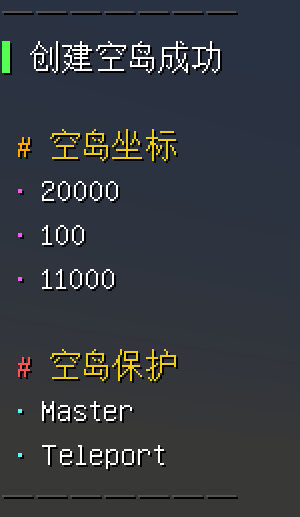 创建空岛成功
# 空岛坐标
· 20000
· 100
· 11000
# 空岛保护
· Master
· Teleport